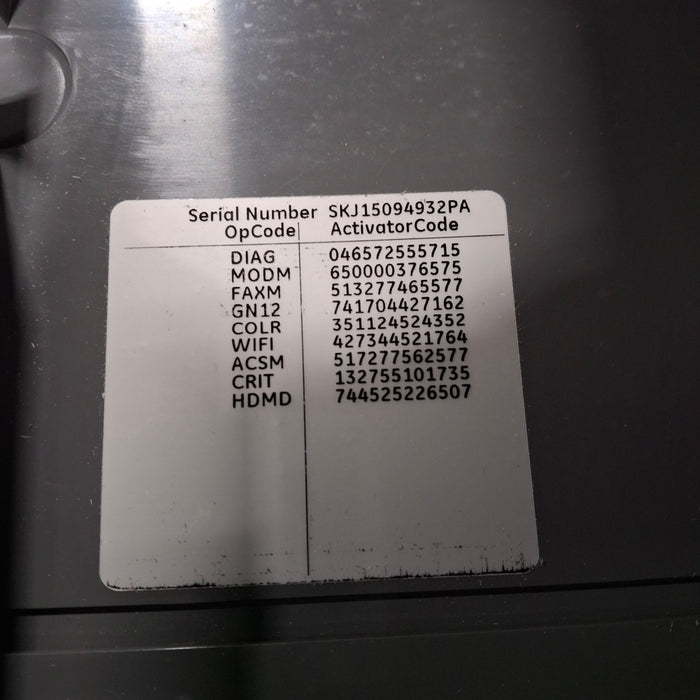 Serial Number SKJ15094932PA
OpCode ActivatorCode
DIAG 046572555715
MODM 650000376575
FAXM 513277465577
GN12 741704427162
COLR 351124524352
WIFI 427344521764
ACSM 517277562577
CRIT 132755101735
HDMD 744525226507